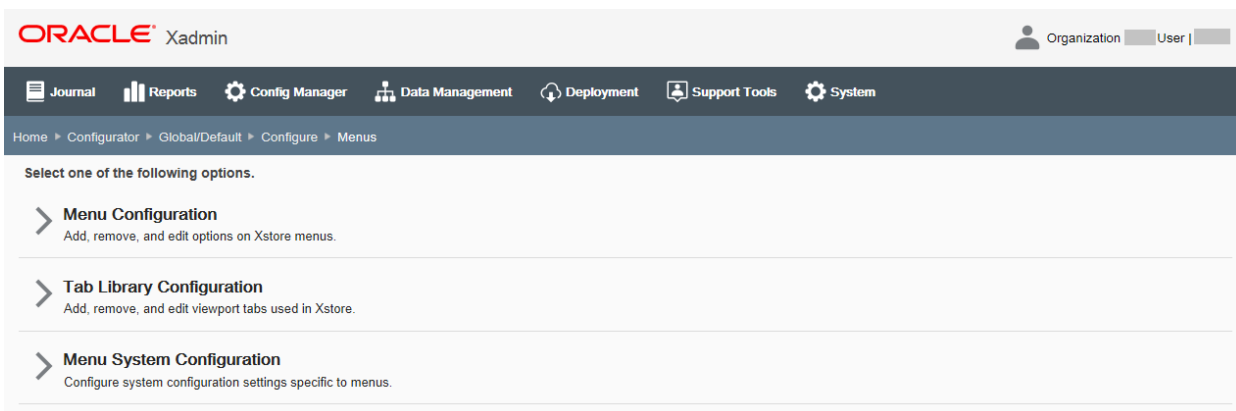 ORACLE Xadmin
Organization User |
Journal Reports Config Manager Data Management Deployment Support Tools System
Home ▸ Configurator ▸ Global/Default ▸ Configure ▸ Menus
Select one of the following options.
Menu Configuration
Add, remove, and edit options on Xstore menus.
Tab Library Configuration
Add, remove, and edit viewport tabs used in Xstore.
Menu System Configuration
Configure system configuration settings specific to menus.